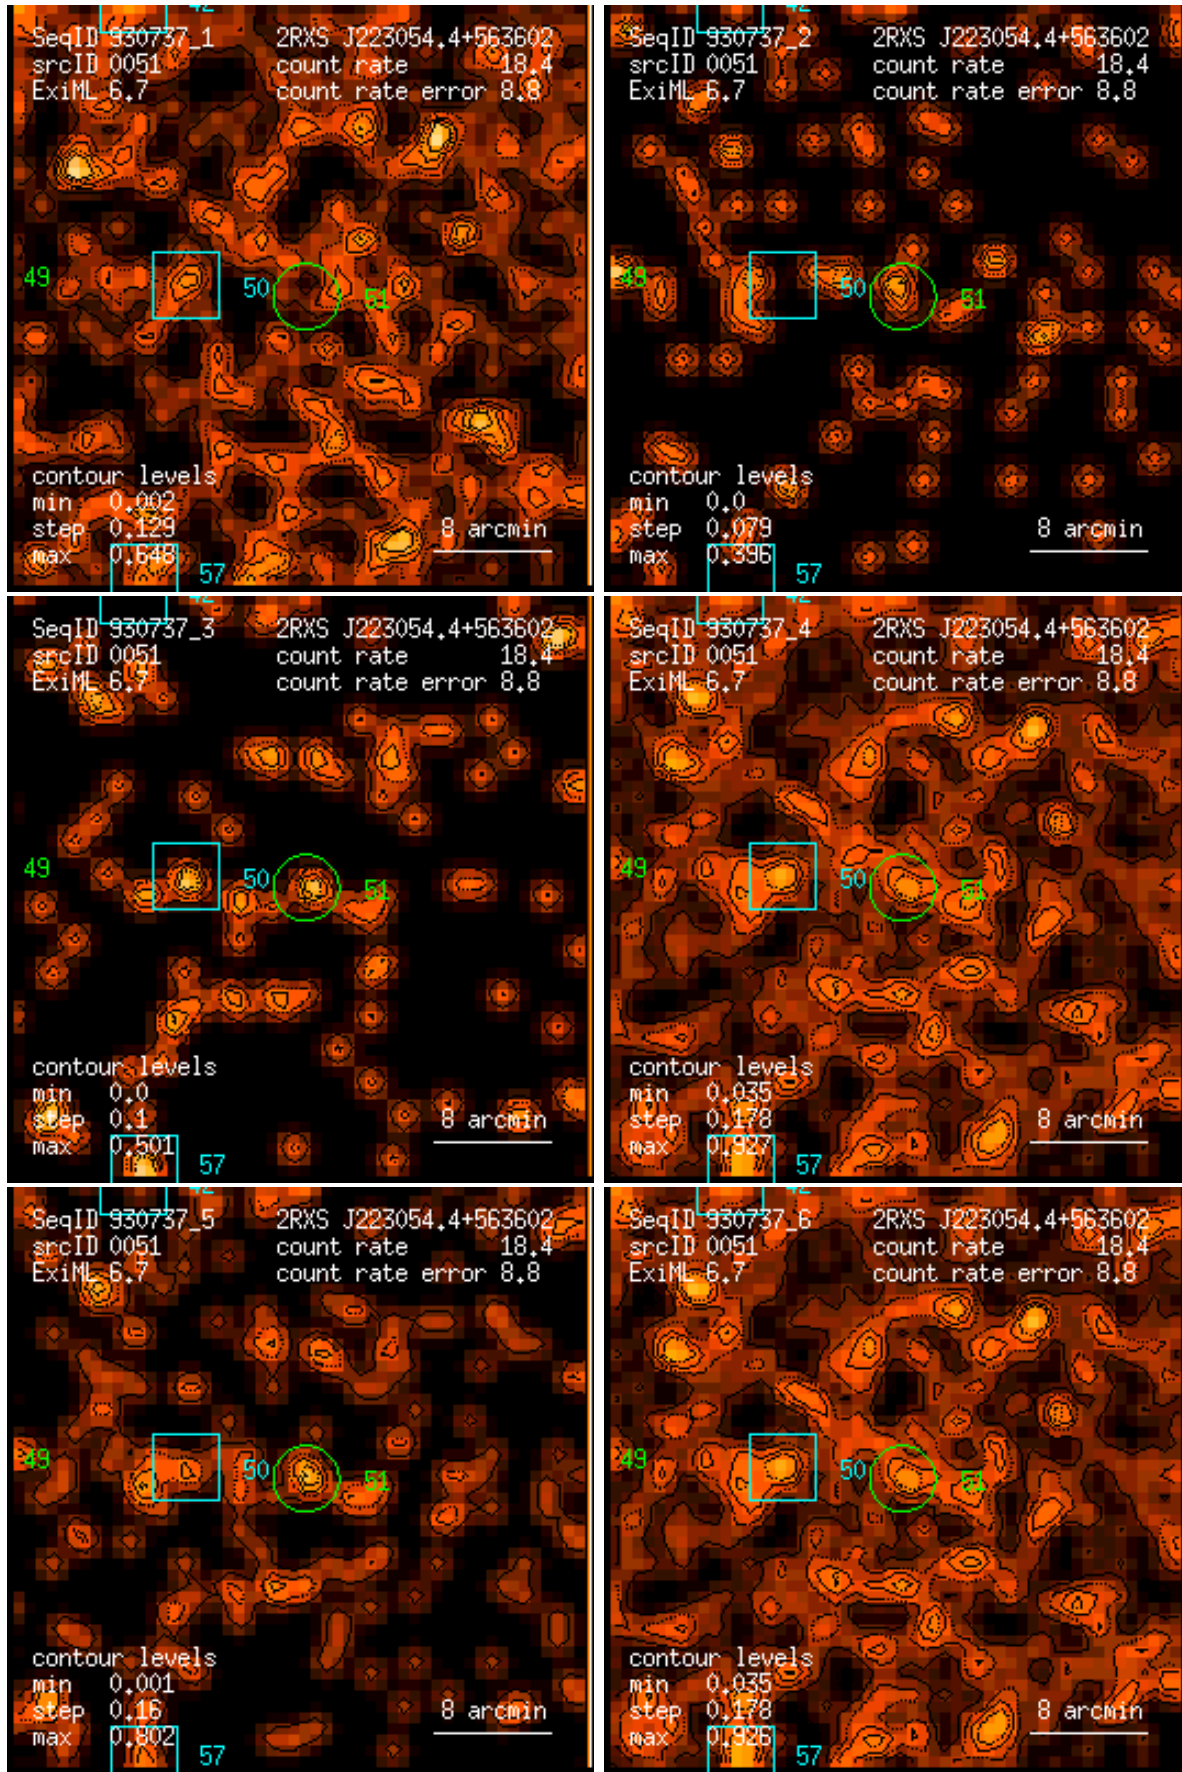 42
SeqID 930737_1 2RXS J223054.4+563602
srcID 0051 count rate 18.4
ExiML 6.7 count rate error 8.8
49 50 51
contour levels
min 0.002
step 0.129 8 arcmin
max 0.648
57
42
SeqID 930737_2 2RXS J223054.4+563602
srcID 0051 count rate 18.4
ExiML 6.7 count rate error 8.8
49 50 51
contour levels
min 0.0
step 0.079 8 arcmin
max 0.396
57
42
SeqID 930737_3 2RXS J223054.4+563602
srcID 0051 count rate 18.4
ExiML 6.7 count rate error 8.8
49 50 51
contour levels
min 0.0
step 0.1 8 arcmin
max 0.501
57
42
SeqID 930737_4 2RXS J223054.4+563602
srcID 0051 count rate 18.4
ExiML 6.7 count rate error 8.8
49 50 51
contour levels
min 0.035
step 0.178 8 arcmin
max 0.927
57
42
SeqID 930737_5 2RXS J223054.4+563602
srcID 0051 count rate 18.4
ExiML 6.7 count rate error 8.8
49 50 51
contour levels
min 0.001
step 0.16 8 arcmin
max 0.802
57
42
SeqID 930737_6 2RXS J223054.4+563602
srcID 0051 count rate 18.4
ExiML 6.7 count rate error 8.8
49 50 51
contour levels
min 0.035
step 0.178 8 arcmin
max 0.926
57